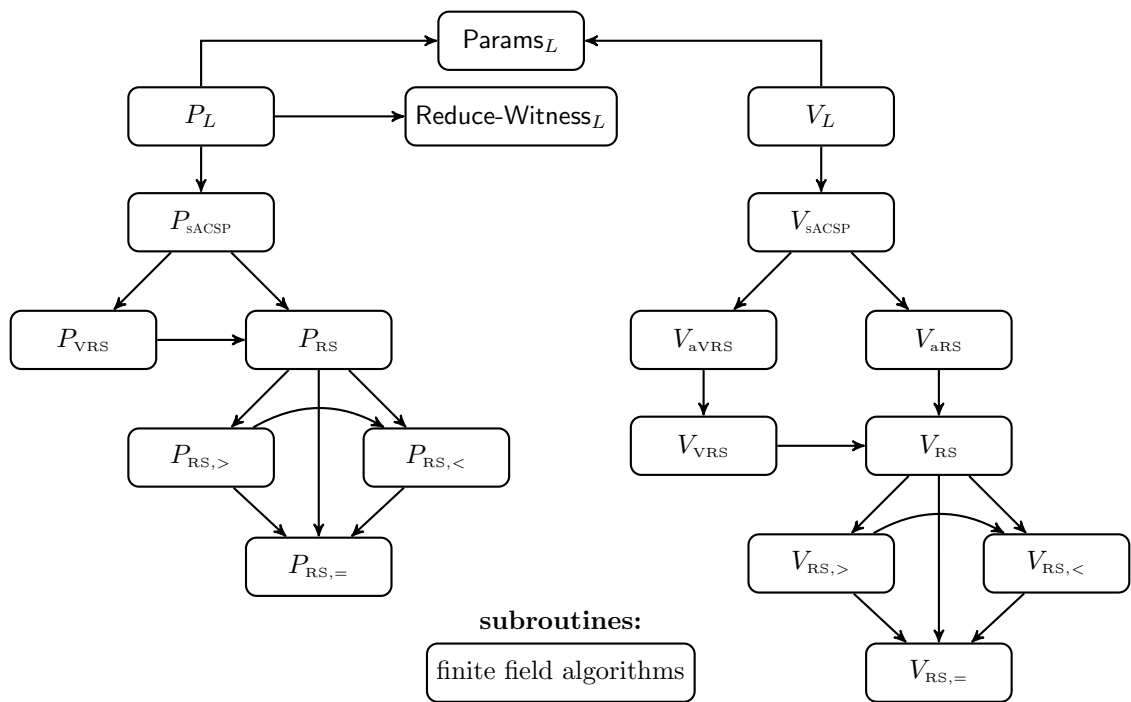 Params_L
P_L
Reduce-Witness_L
V_L
P_sACSP
V_sACSP
P_VRS
P_RS
V_aVRS
V_aRS
P_RS,>
P_RS,<
V_VRS
V_RS
P_RS,=
V_RS,>
V_RS,<
subroutines:
finite field algorithms
V_RS,=